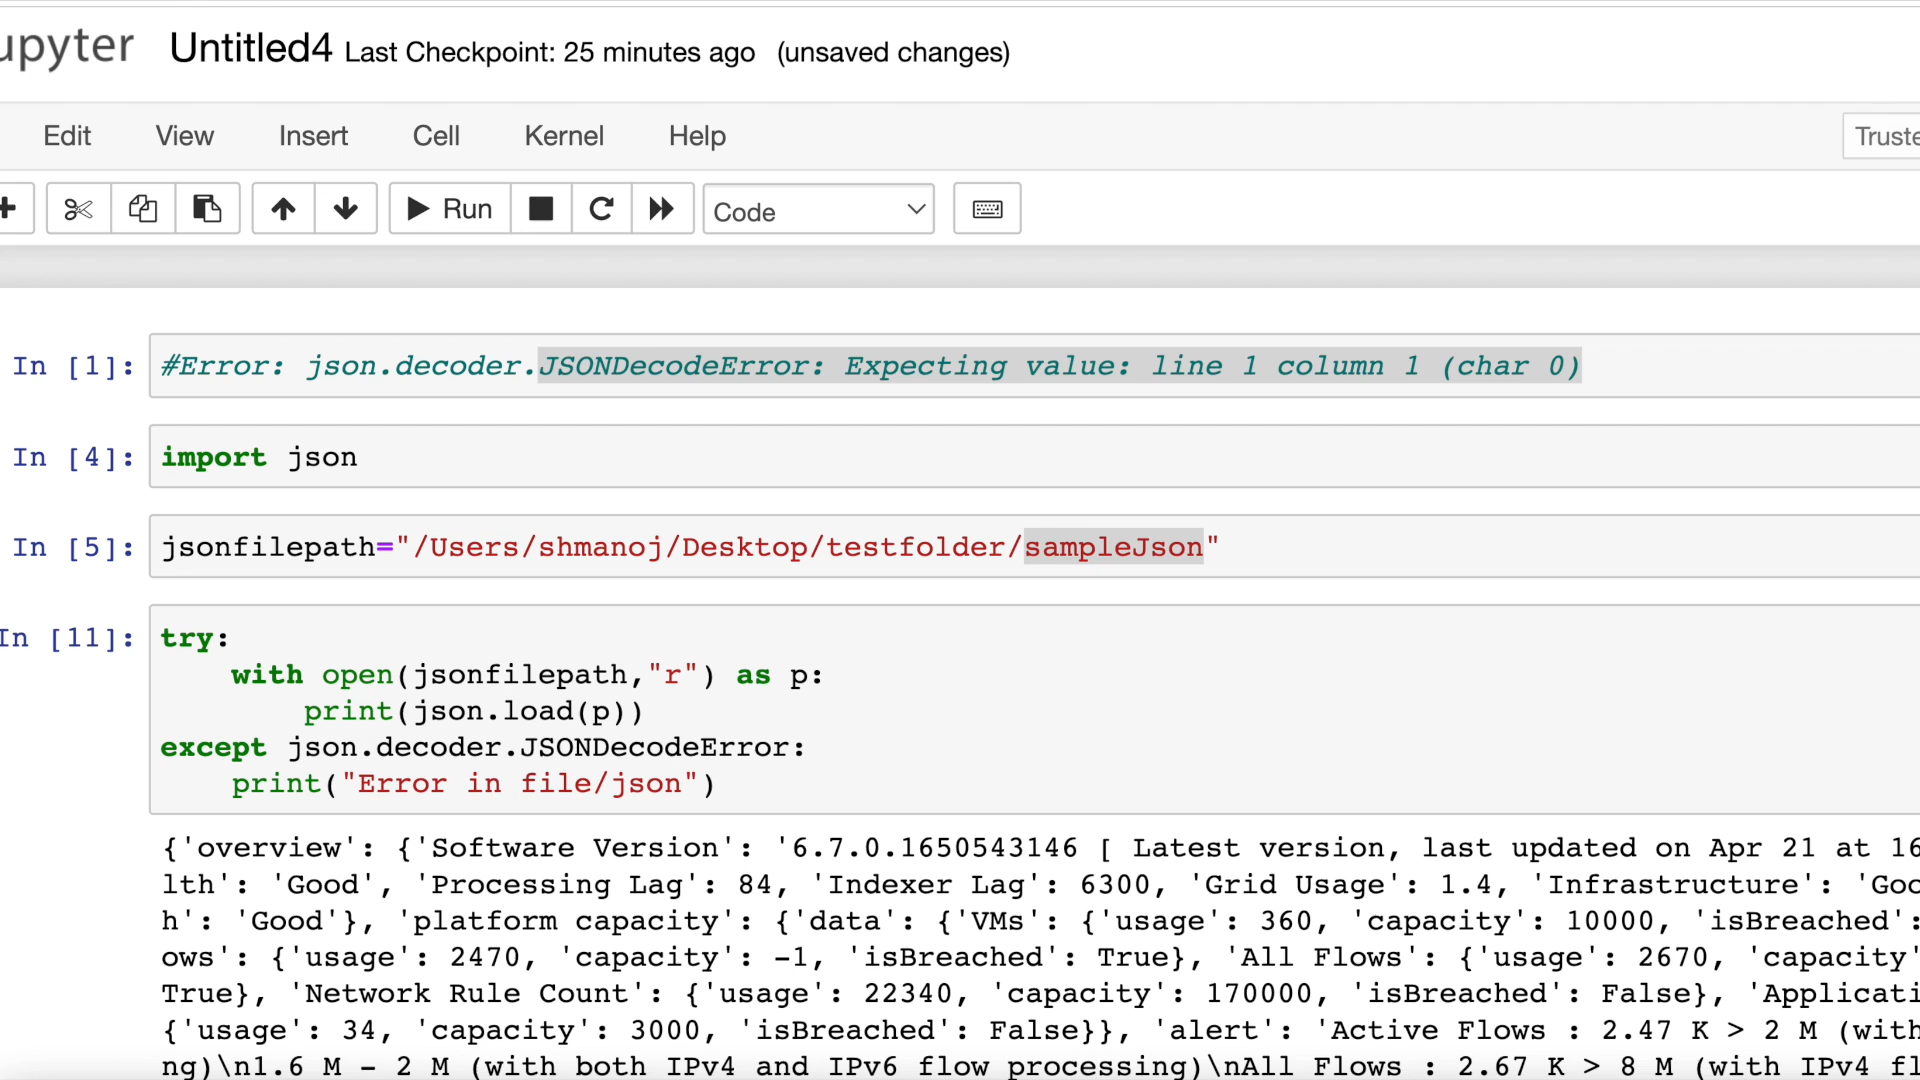 upyter Untitled4 Last Checkpoint: 25 minutes ago (unsaved changes)
Edit View Insert Cell Kernel Help Truste
Run Code
In [1]: #Error: json.decoder.JSONDecodeError: Expecting value: line 1 column 1 (char 0)
In [4]: import json
In [5]: jsonfilepath="/Users/shmanoj/Desktop/testfolder/sampleJson"
In [11]: try:
    with open(jsonfilepath,"r") as p:
        print(json.load(p))
except json.decoder.JSONDecodeError:
    print("Error in file/json")
{'overview': {'Software Version': '6.7.0.1650543146 [ Latest version, last updated on Apr 21 at 16
lth': 'Good', 'Processing Lag': 84, 'Indexer Lag': 6300, 'Grid Usage': 1.4, 'Infrastructure': 'Goo
h': 'Good'}, 'platform capacity': {'data': {'VMs': {'usage': 360, 'capacity': 10000, 'isBreached':
ows': {'usage': 2470, 'capacity': -1, 'isBreached': True}, 'All Flows': {'usage': 2670, 'capacity'
True}, 'Network Rule Count': {'usage': 22340, 'capacity': 170000, 'isBreached': False}, 'Applicati
{'usage': 34, 'capacity': 3000, 'isBreached': False}}, 'alert': 'Active Flows : 2.47 K > 2 M (with
ng)\n1.6 M - 2 M (with both IPv4 and IPv6 flow processing)\nAll Flows : 2.67 K > 8 M (with IPv4 fl